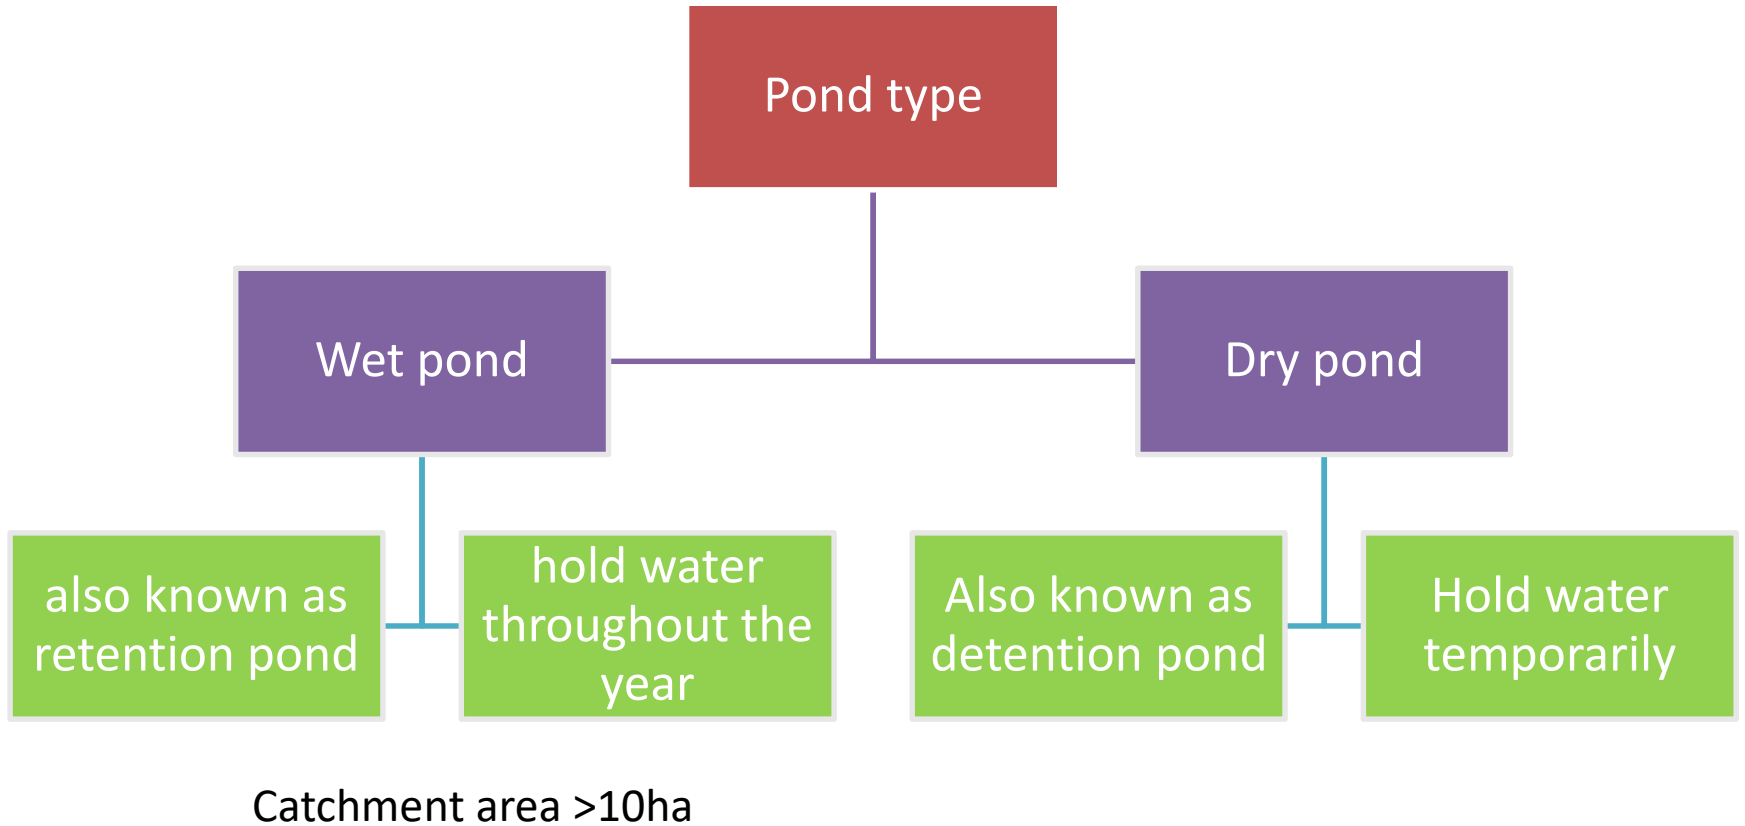 Pond type
Wet pond
Dry pond
also known as
retention pond
hold water
throughout the
year
Also known as
detention pond
Hold water
temporarily
Catchment area >10ha